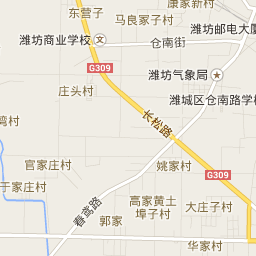 康家新村
东营子
马良家子村
潍坊邮电大厦
潍坊商业学校
文
仓南街
G309
潍坊气象局
庄头村
潍城区仓南路学校
长松路
湾村
官家庄村
姚家村
G309
于家庄村
春鸢路
高家黄土
埠子村
大庄子村
郭家
华家村